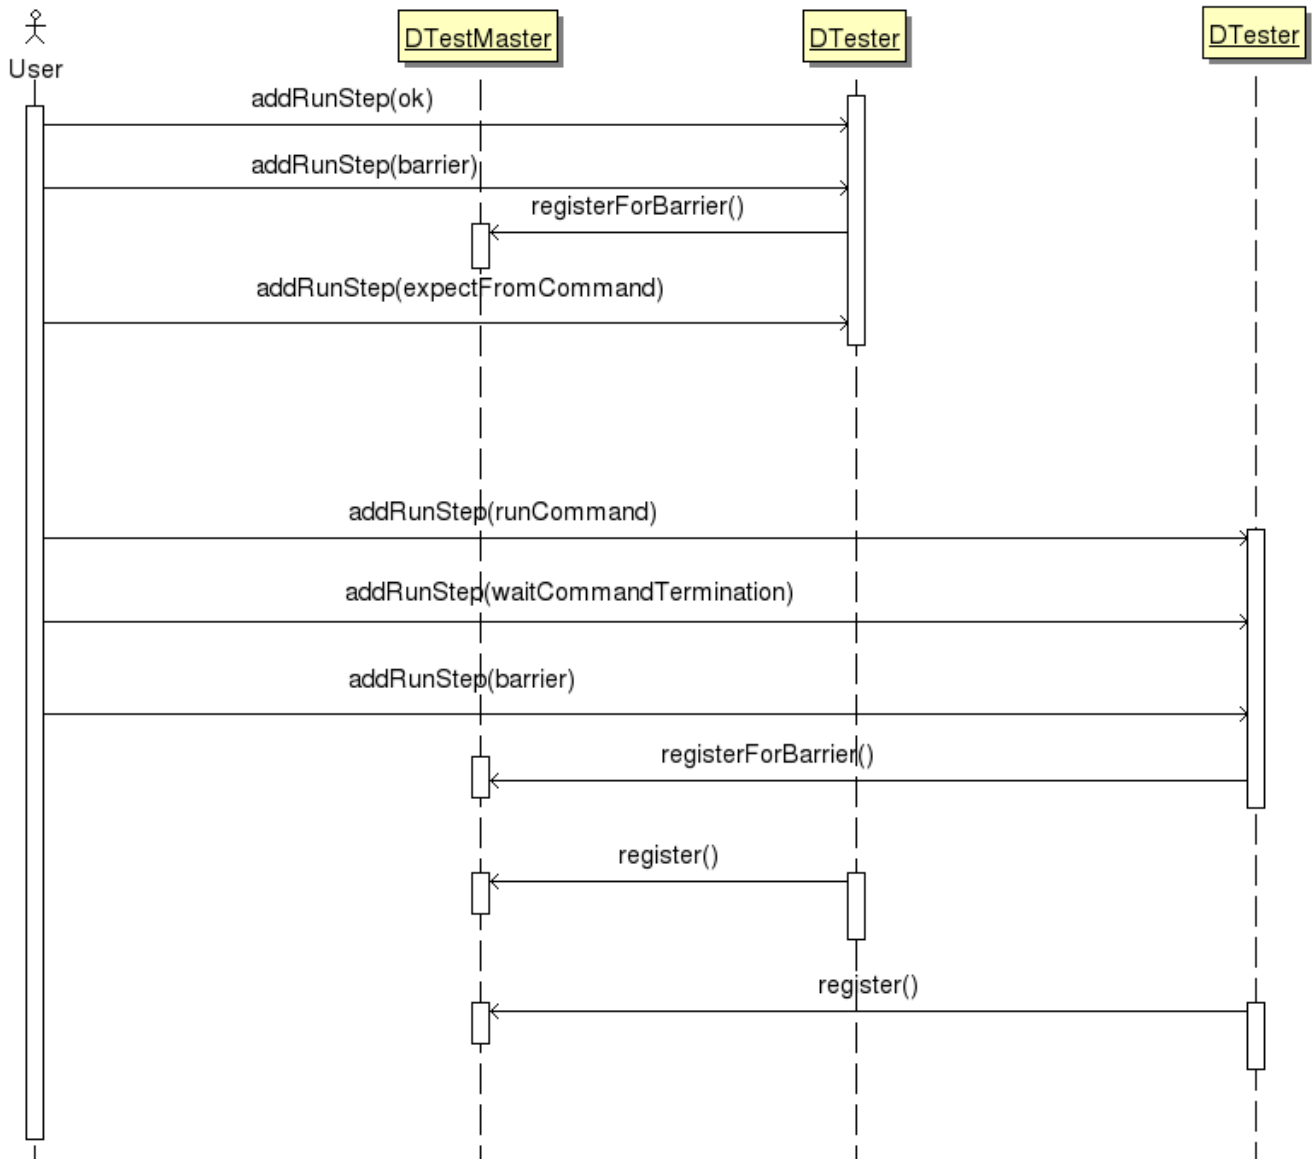 User
DTestMaster
DTester
DTester
addRunStep(ok)
addRunStep(barrier)
registerForBarrier()
addRunStep(expectFromCommand)
addRunStep(runCommand)
addRunStep(waitCommandTermination)
addRunStep(barrier)
registerForBarrier()
register()
register()